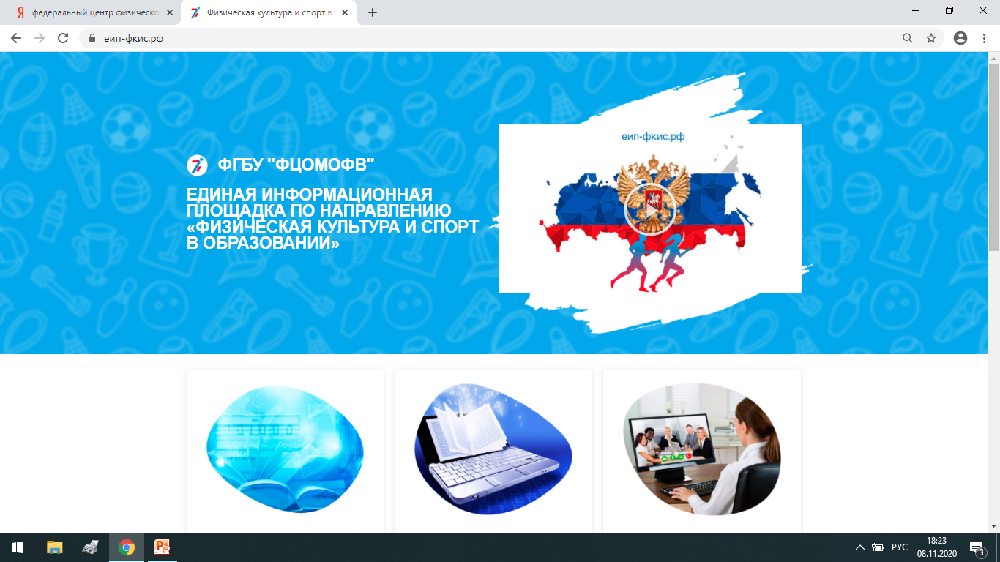 федеральный центр физическо
Физическая культура и спорт в
еип-фкис.рф
еип-фкис.рф
ФГБУ "ФЦОМОФВ"
ЕДИНАЯ ИНФОРМАЦИОННАЯ
ПЛОЩАДКА ПО НАПРАВЛЕНИЮ
«ФИЗИЧЕСКАЯ КУЛЬТУРА И СПОРТ
В ОБРАЗОВАНИИ»
РУС
18:23
08.11.2020
3